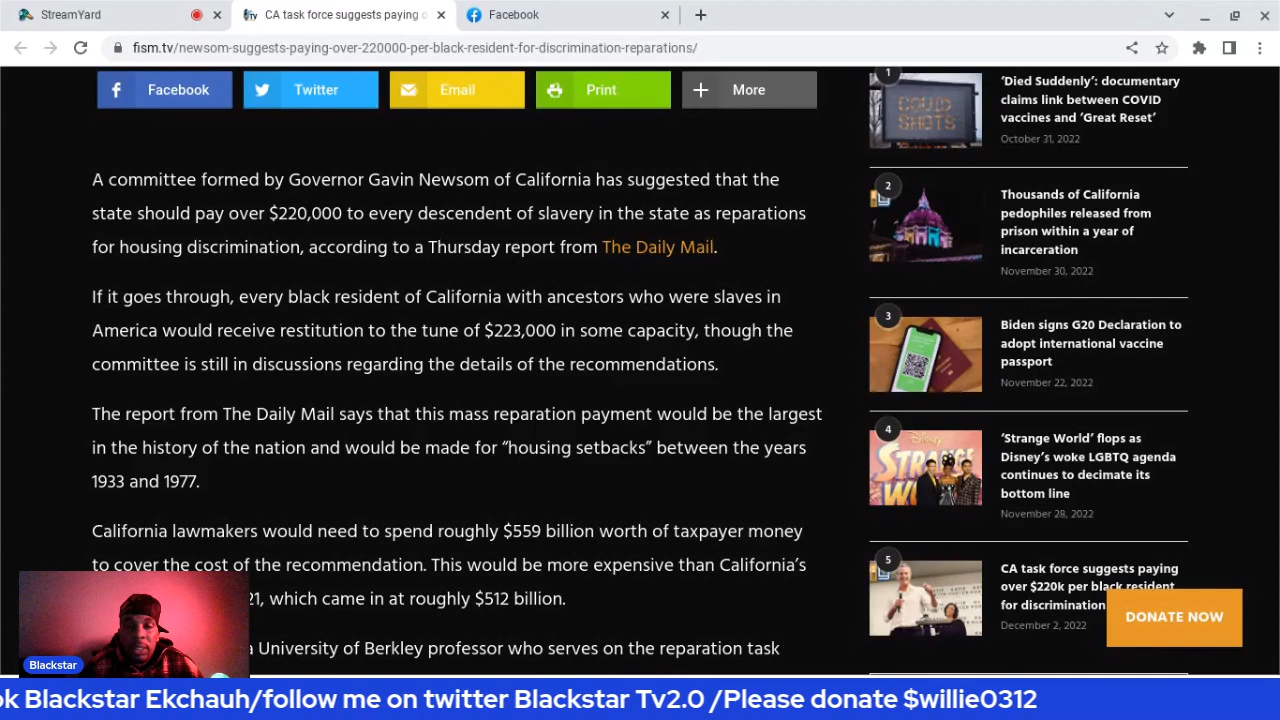 StreamYard
CA task force suggests paying o
Facebook
fism.tv/newsom-suggests-paying-over-220000-per-black-resident-for-discrimination-reparations/
Facebook
Twitter
Email
Print
More
A committee formed by Governor Gavin Newsom of California has suggested that the
state should pay over $220,000 to every descendent of slavery in the state as reparations
for housing discrimination, according to a Thursday report from The Daily Mail.
If it goes through, every black resident of California with ancestors who were slaves in
America would receive restitution to the tune of $223,000 in some capacity, though the
committee is still in discussions regarding the details of the recommendations.
The report from The Daily Mail says that this mass reparation payment would be the largest
in the history of the nation and would be made for “housing setbacks” between the years
1933 and 1977.
California lawmakers would need to spend roughly $559 billion worth of taxpayer money
to cover the cost of the recommendation. This would be more expensive than California’s
21, which came in at roughly $512 billion.
a University of Berkley professor who serves on the reparation task
1
COVID
SHOTS
‘Died Suddenly’: documentary
claims link between COVID
vaccines and ‘Great Reset’
October 31, 2022
2
Thousands of California
pedophiles released from
prison within a year of
incarceration
November 30, 2022
3
Biden signs G20 Declaration to
adopt international vaccine
passport
November 22, 2022
4
Disney
STRANGE
WO
‘Strange World’ flops as
Disney’s woke LGBTQ agenda
continues to decimate its
bottom line
November 28, 2022
5
CA task force suggests paying
over $220k per black resident
for discrimination
December 2, 2022
DONATE NOW
Blackstar
ok Blackstar Ekchauh/follow me on twitter Blackstar Tv2.0 /Please donate $willie0312